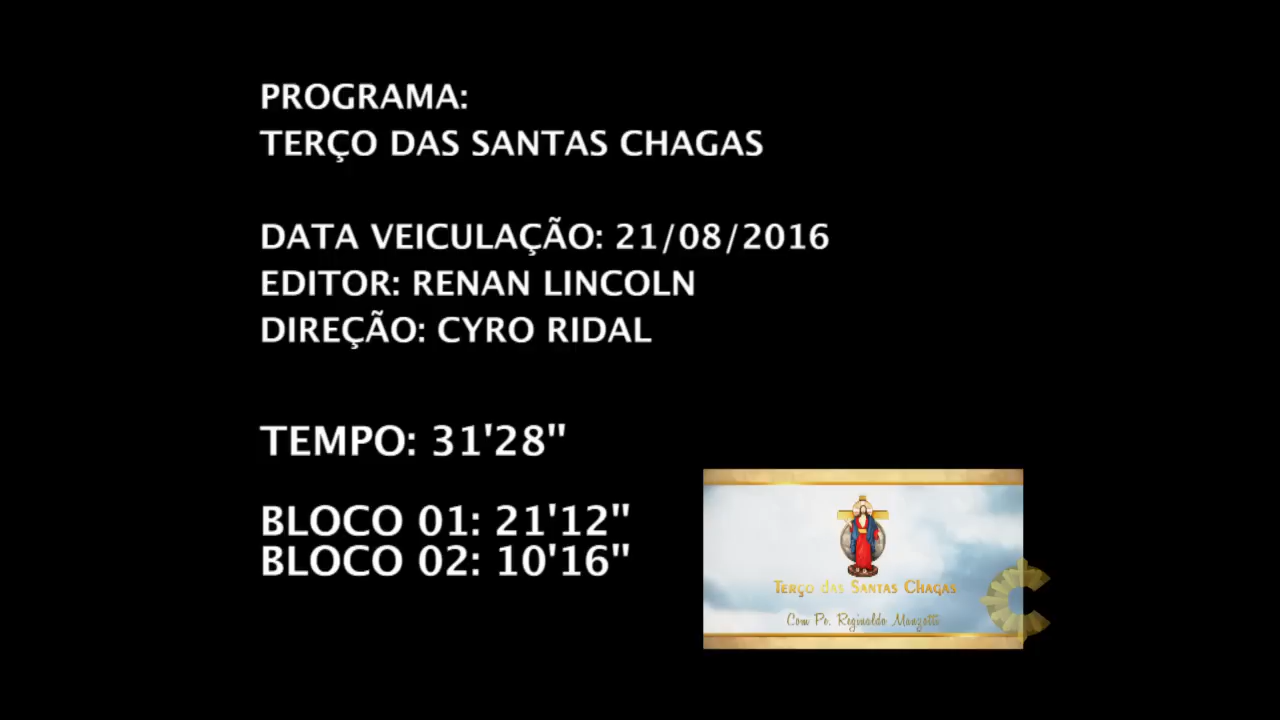 PROGRAMA:
TERÇO DAS SANTAS CHAGAS
DATA VEICULAÇÃO: 21/08/2016
EDITOR: RENAN LINCOLN
DIREÇÃO: CYRO RIDAL
TEMPO: 31'28"
BLOCO 01: 21'12"
BLOCO 02: 10'16"
Terço das Santas Chagas
Com Pe. Reginaldo Manzotti